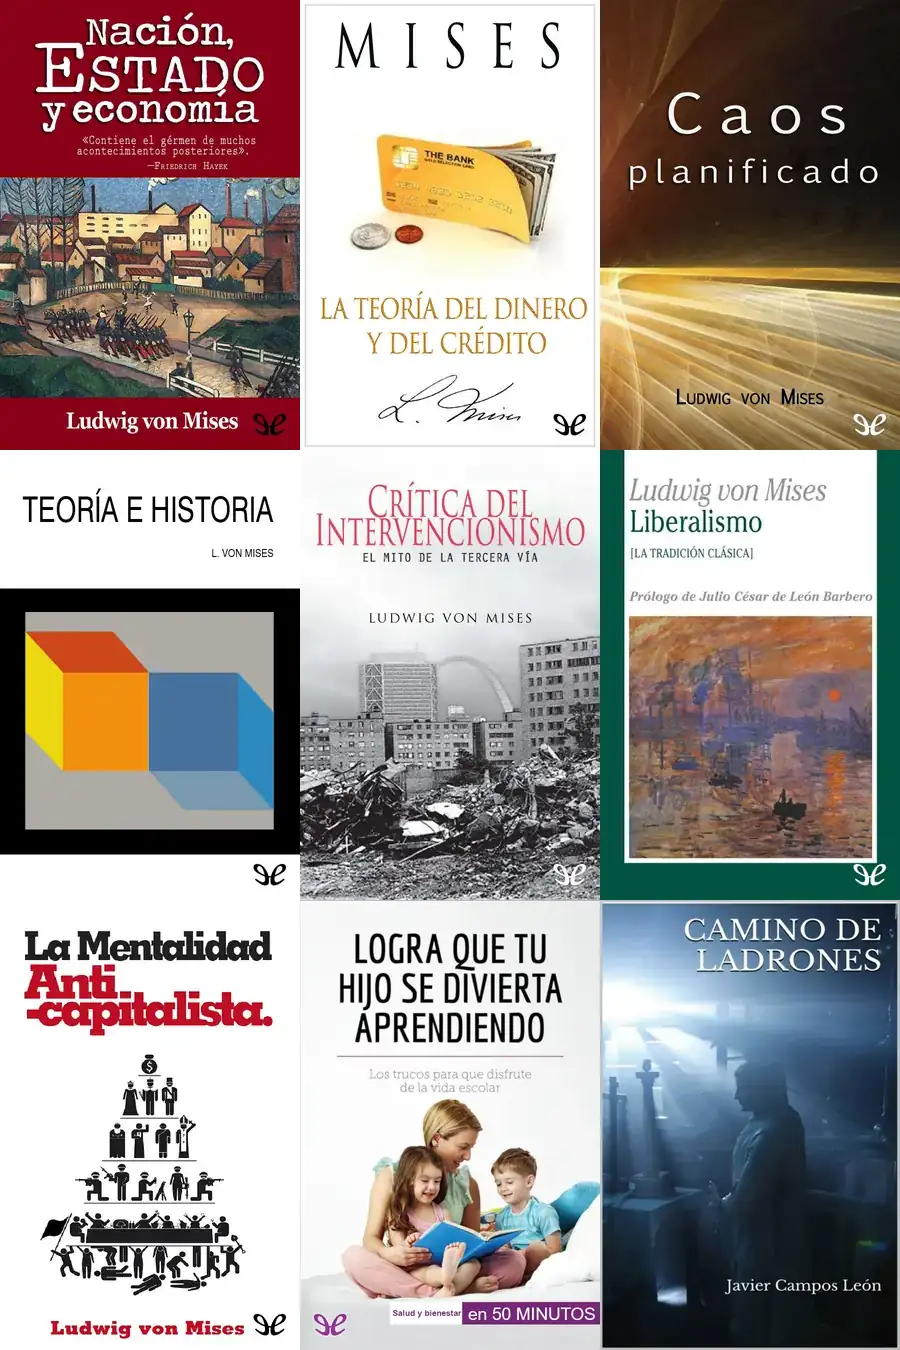 Nación,
ESTADO
y economía
«Contiene el gérmen de muchos
acontecimientos posteriores».
—FRIEDRICH HAYEK
Ludwig von Mises
MISES
THE BANK
LA TEORÍA DEL DINERO
Y DEL CRÉDITO
L. Mises
Caos
planificado
LUDWIG VON MISES
TEORÍA E HISTORIA
L. VON MISES
CRÍTICA DEL
INTERVENCIONISMO
EL MITO DE LA TERCERA VÍA
LUDWIG VON MISES
Ludwig von Mises
Liberalismo
[LA TRADICIÓN CLÁSICA]
Prólogo de Julio César de León Barbero
La Mentalidad
Anti
-capitalista.
$
Ludwig von Mises
LOGRA QUE TU
HIJO SE DIVIERTA
APRENDIENDO
Los trucos para que disfrute
de la vida escolar
Salud y bienestar en 50 MINUTOS
CAMINO DE
LADRONES
Javier Campos León